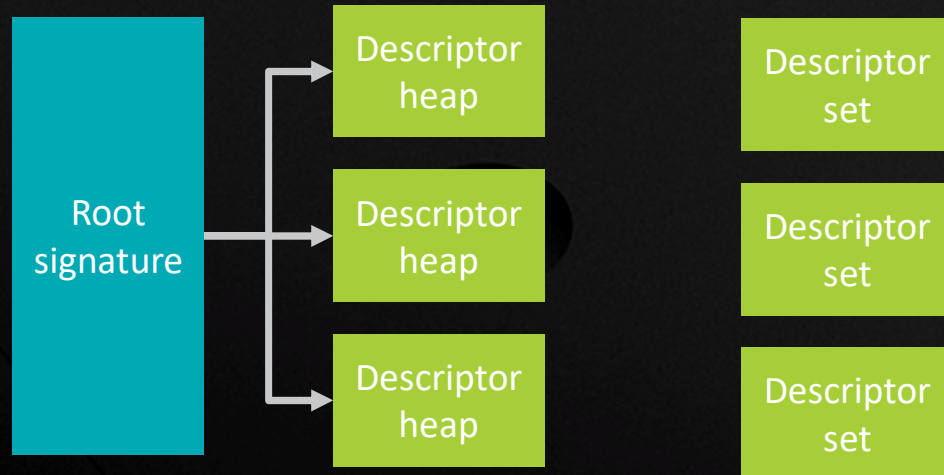 Root
signature
Descriptor
heap
Descriptor
heap
Descriptor
heap
Descriptor
set
Descriptor
set
Descriptor
set